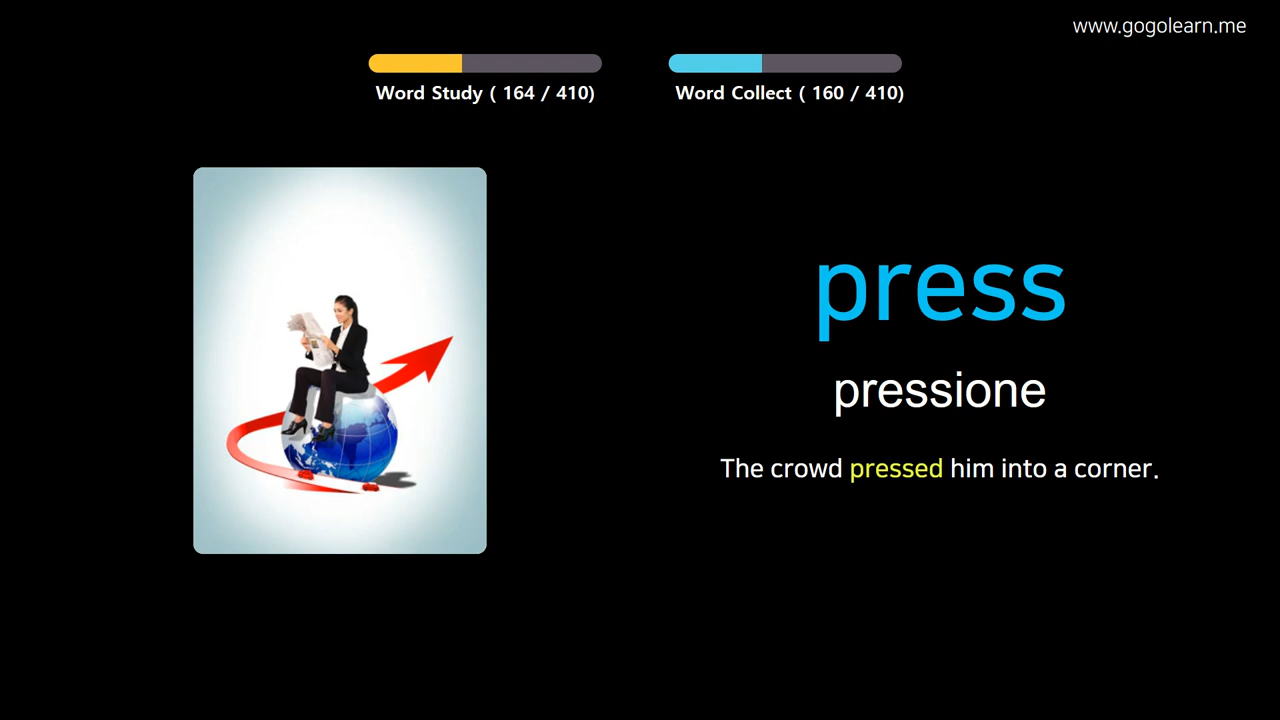 www.gogolearn.me
Word Study ( 164 / 410)
Word Collect ( 160 / 410)
press
pressione
The crowd pressed him into a corner.